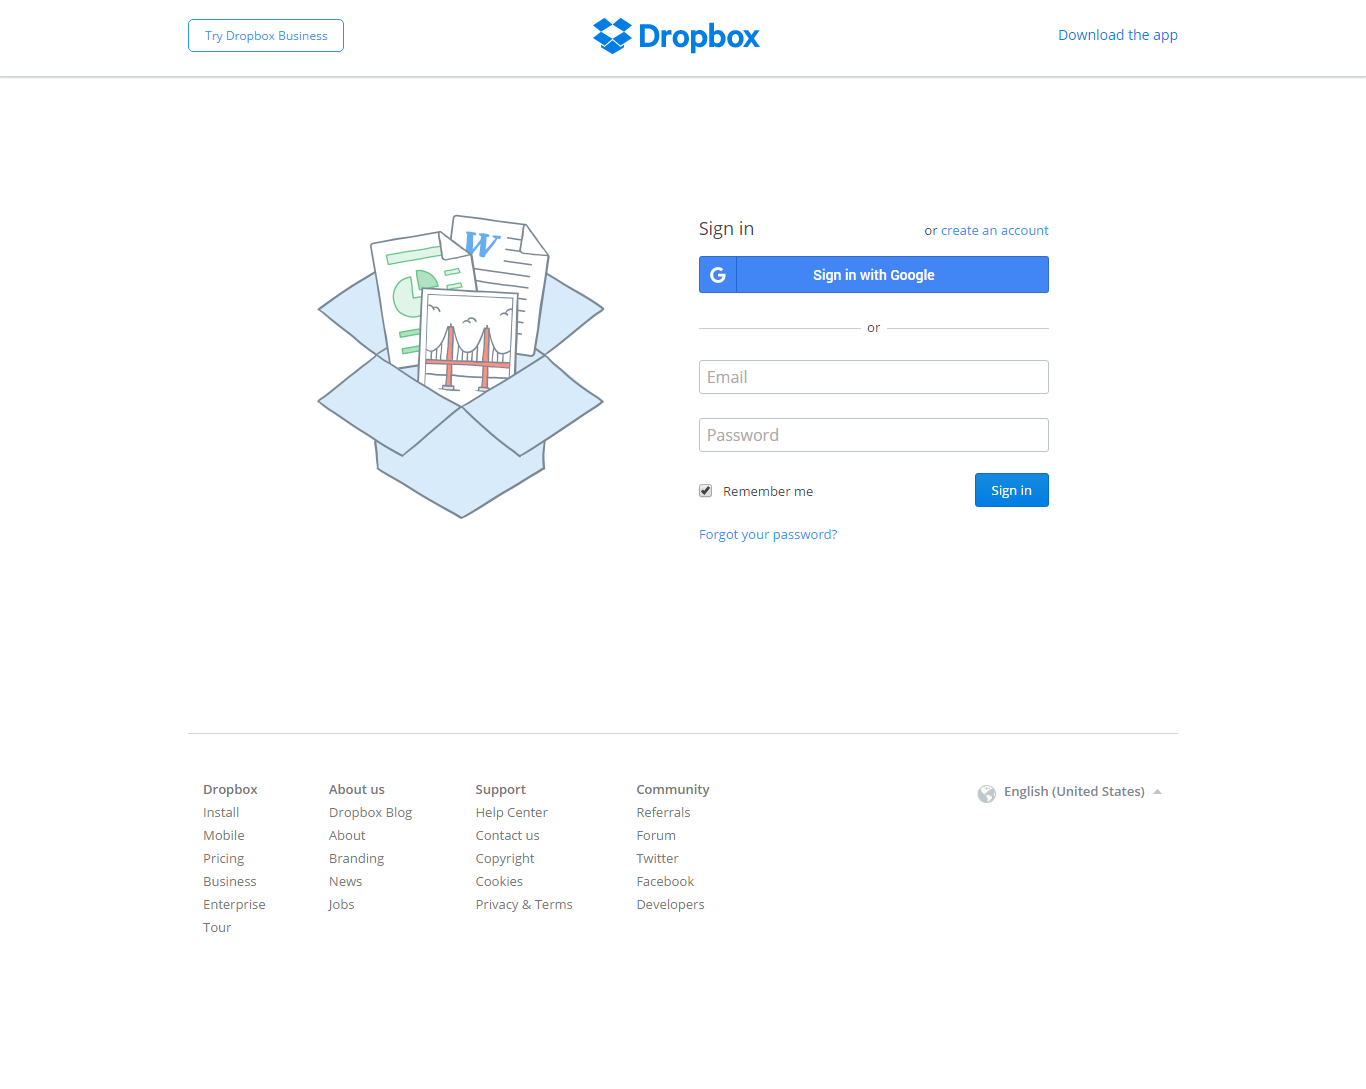 Try Dropbox Business
Dropbox
Download the app
W
Sign in
or create an account
G
Sign in with Google
or
Email
Password
Remember me
Sign in
Forgot your password?
Dropbox
Install
Mobile
Pricing
Business
Enterprise
Tour
About us
Dropbox Blog
About
Branding
News
Jobs
Support
Help Center
Contact us
Copyright
Cookies
Privacy & Terms
Community
Referrals
Forum
Twitter
Facebook
Developers
English (United States)